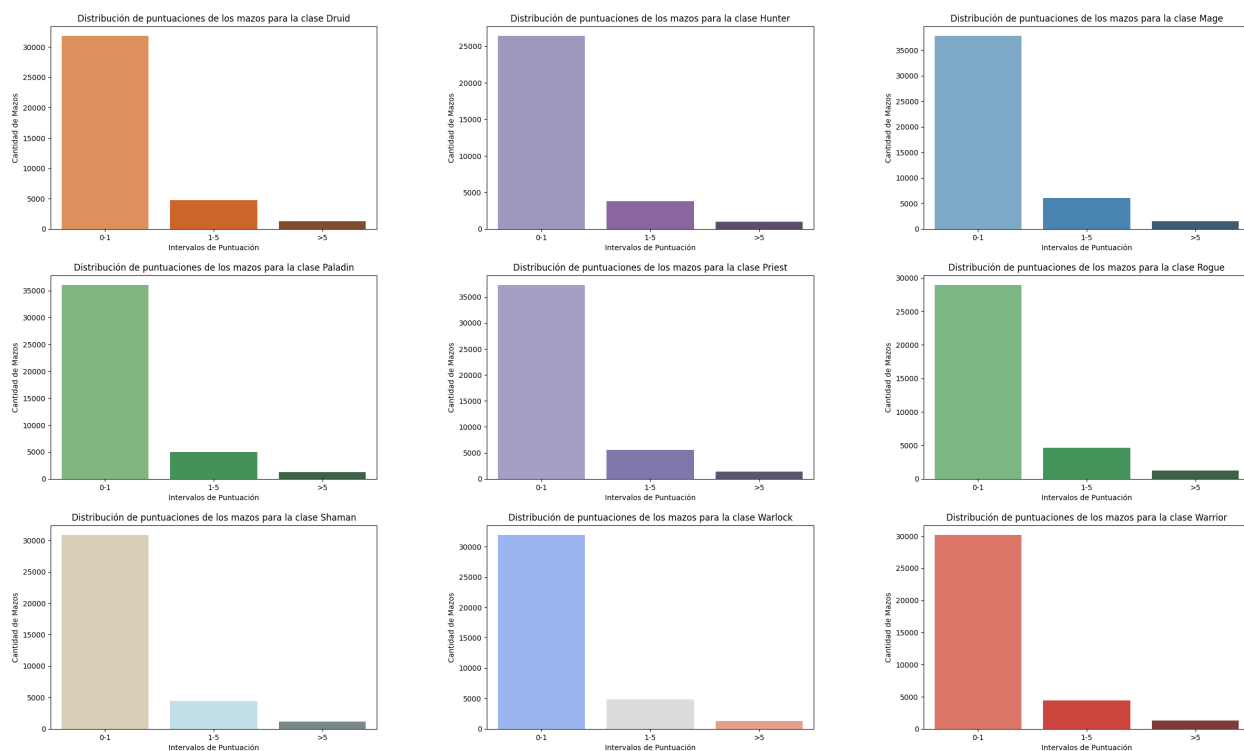 Distribución de puntuaciones de los mazos para la clase Druid
Cantidad de Mazos
30000
25000
20000
15000
10000
5000
0
0-1 1-5 >5
Intervalos de Puntuación
Distribución de puntuaciones de los mazos para la clase Hunter
Cantidad de Mazos
25000
20000
15000
10000
5000
0
0-1 1-5 >5
Intervalos de Puntuación
Distribución de puntuaciones de los mazos para la clase Mage
Cantidad de Mazos
35000
30000
25000
20000
15000
10000
5000
0
0-1 1-5 >5
Intervalos de Puntuación
Distribución de puntuaciones de los mazos para la clase Paladin
Cantidad de Mazos
35000
30000
25000
20000
15000
10000
5000
0
0-1 1-5 >5
Intervalos de Puntuación
Distribución de puntuaciones de los mazos para la clase Priest
Cantidad de Mazos
35000
30000
25000
20000
15000
10000
5000
0
0-1 1-5 >5
Intervalos de Puntuación
Distribución de puntuaciones de los mazos para la clase Rogue
Cantidad de Mazos
30000
25000
20000
15000
10000
5000
0
0-1 1-5 >5
Intervalos de Puntuación
Distribución de puntuaciones de los mazos para la clase Shaman
Cantidad de Mazos
30000
25000
20000
15000
10000
5000
0
0-1 1-5 >5
Intervalos de Puntuación
Distribución de puntuaciones de los mazos para la clase Warlock
Cantidad de Mazos
30000
25000
20000
15000
10000
5000
0
0-1 1-5 >5
Intervalos de Puntuación
Distribución de puntuaciones de los mazos para la clase Warrior
Cantidad de Mazos
30000
25000
20000
15000
10000
5000
0
0-1 1-5 >5
Intervalos de Puntuación